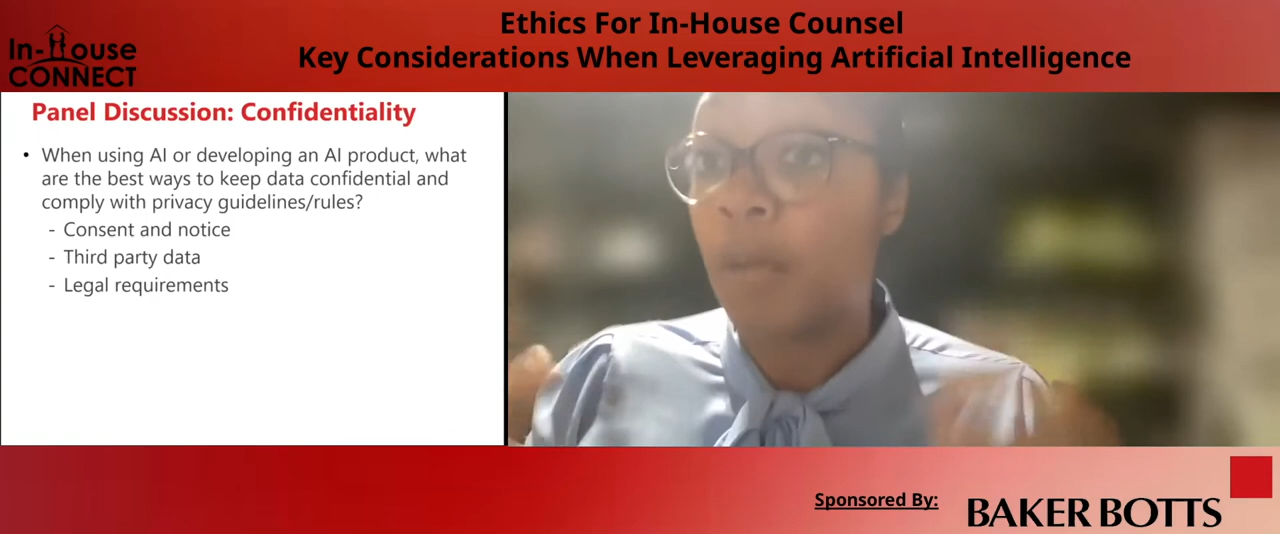 Ethics For In-House Counsel
Key Considerations When Leveraging Artificial Intelligence
In-House
CONNECT
Panel Discussion: Confidentiality
• When using AI or developing an AI product, what
are the best ways to keep data confidential and
comply with privacy guidelines/rules?
- Consent and notice
- Third party data
- Legal requirements
Sponsored By:
BAKER BOTTS